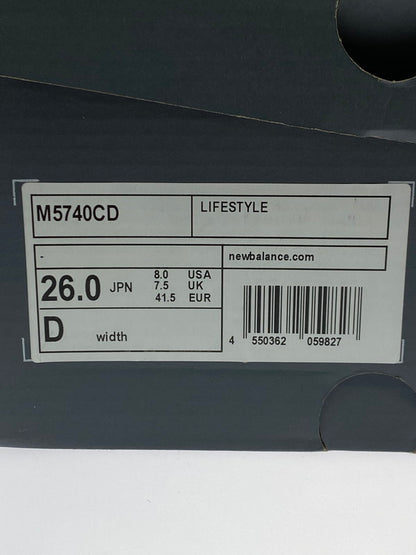 M5740CD
LIFESTYLE
-
newbalance.com
26.0 JPN
8.0 USA
7.5 UK
41.5 EUR
D width
4 550362 059827